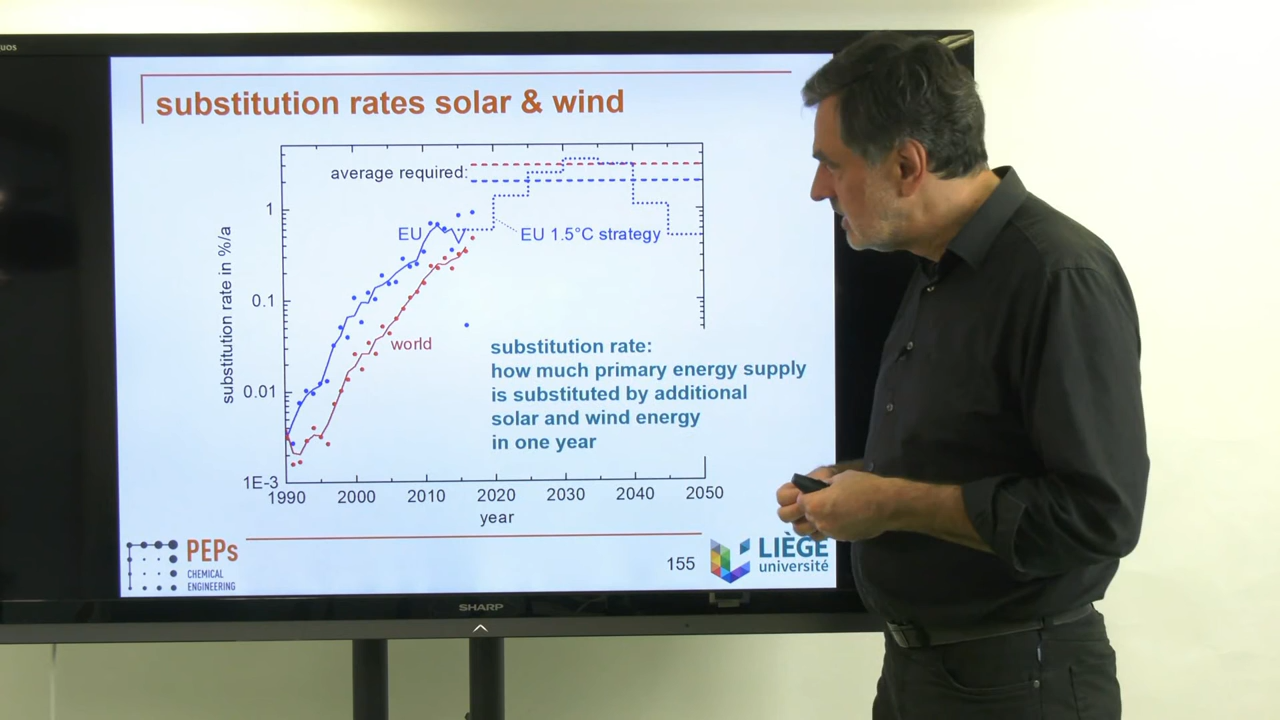 uos
substitution rates solar & wind
average required:
1
EU
EU 1.5°C strategy
substitution rate in %/a
0.1
world
substitution rate:
how much primary energy supply
is substituted by additional
solar and wind energy
in one year
0.01
1E-3
1990 2000 2010 2020 2030 2040 2050
year
PEPs
CHEMICAL
ENGINEERING
155
LIÈGE
université
SHARP